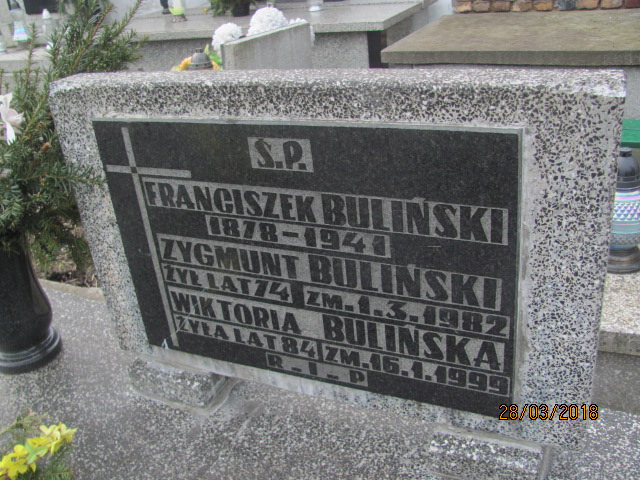 Ś.P.
FRANCISZEK BULIŃSKI
1878-1941
ZYGMUNT BULIŃSKI
ŻYŁ LAT 74 ZM. 1.3.1982
WIKTORIA BULIŃSKA
ŻYŁA LAT 84 ZM. 16.1.1999
R-I-P
28/03/2018